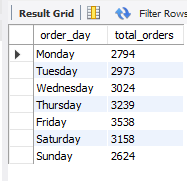 Result Grid Filter Rows
order_day total_orders
Monday 2794
Tuesday 2973
Wednesday 3024
Thursday 3239
Friday 3538
Saturday 3158
Sunday 2624